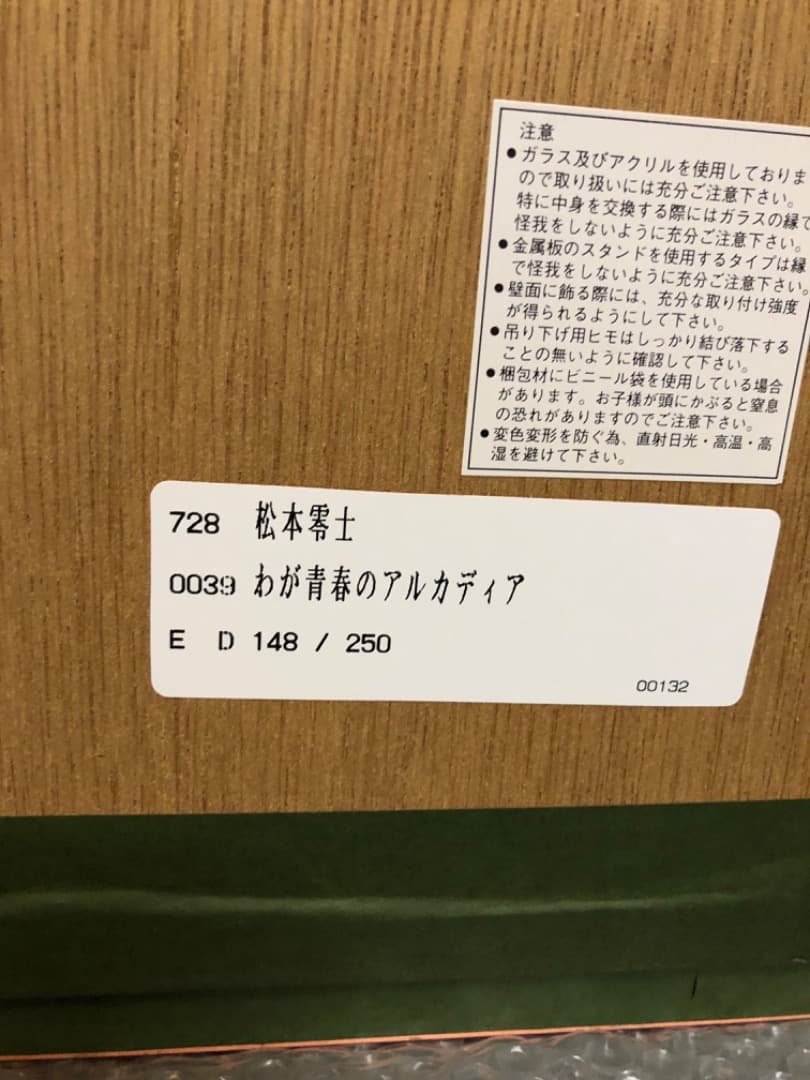 注意
●ガラス及びアクリルを使用しておりま
ので取り扱いには充分ご注意下さい。
特に中身を交換する際にはガラスの縁で
怪我をしないように充分ご注意下さい。
●金属板のスタンドを使用するタイプは縁
で怪我をしないように充分ご注意下さい。
●壁面に飾る際には、充分な取り付け強度
が得られるようにして下さい。
●吊り下げ用ヒモはしっかり結び落下する
ことの無いように確認して下さい。
●梱包材にビニール袋を使用している場合
があります。お子様が頭にかぶると窒息
の恐れがありますのでご注意下さい。
●変色変形を防ぐ為、直射日光・高温・高
湿を避けて下さい。
728 松本零士
0039 わが青春のアルカディア
E D 148 / 250
00132